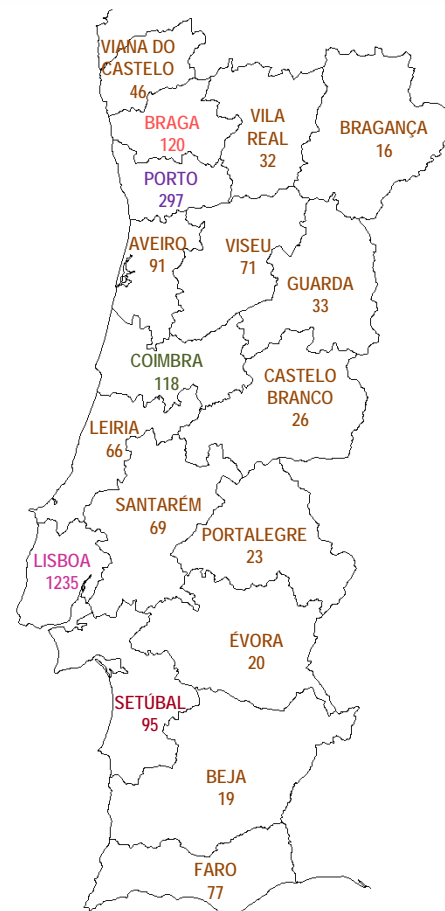 VIANA DO
CASTELO
46
BRAGA
120
VILA
REAL
32
BRAGANÇA
16
PORTO
297
AVEIRO
91
VISEU
71
GUARDA
33
COIMBRA
118
CASTELO
BRANCO
26
LEIRIA
66
SANTARÉM
69
PORTALEGRE
23
LISBOA
1235
ÉVORA
20
SETÚBAL
95
BEJA
19
FARO
77